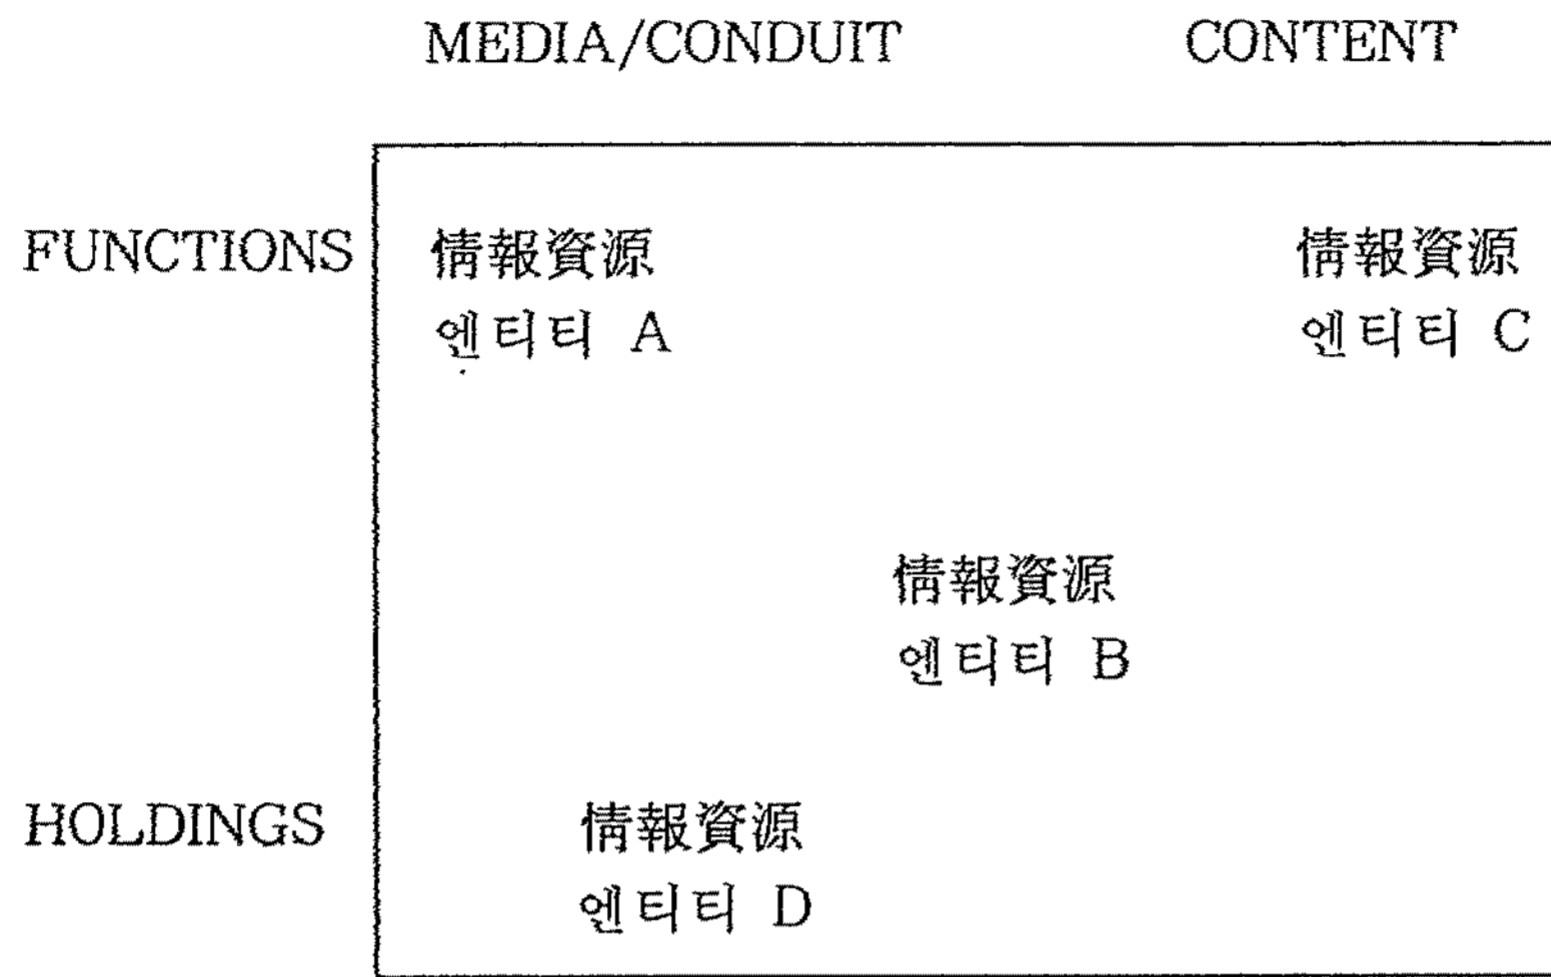 MEDIA/CONDUIT CONTENT
FUNCTIONS 情報資源 情報資源
엔티티 A 엔티티 C
情報資源
엔티티 B
HOLDINGS 情報資源
엔티티 D